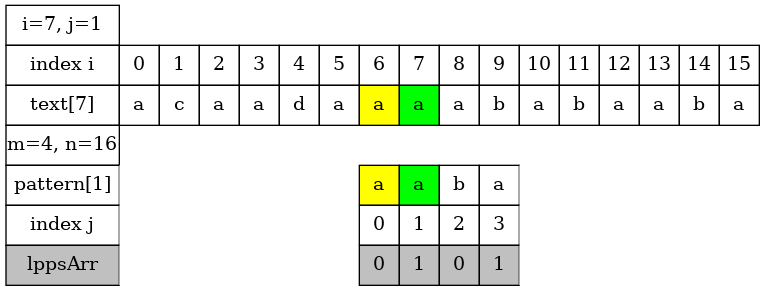 i=7, j=1
index i 0 1 2 3 4 5 6 7 8 9 10 11 12 13 14 15
text[7] a c a a d a a a a b a b a a b a
m=4, n=16
pattern[1] a a b a
index j 0 1 2 3
lppsArr 0 1 0 1